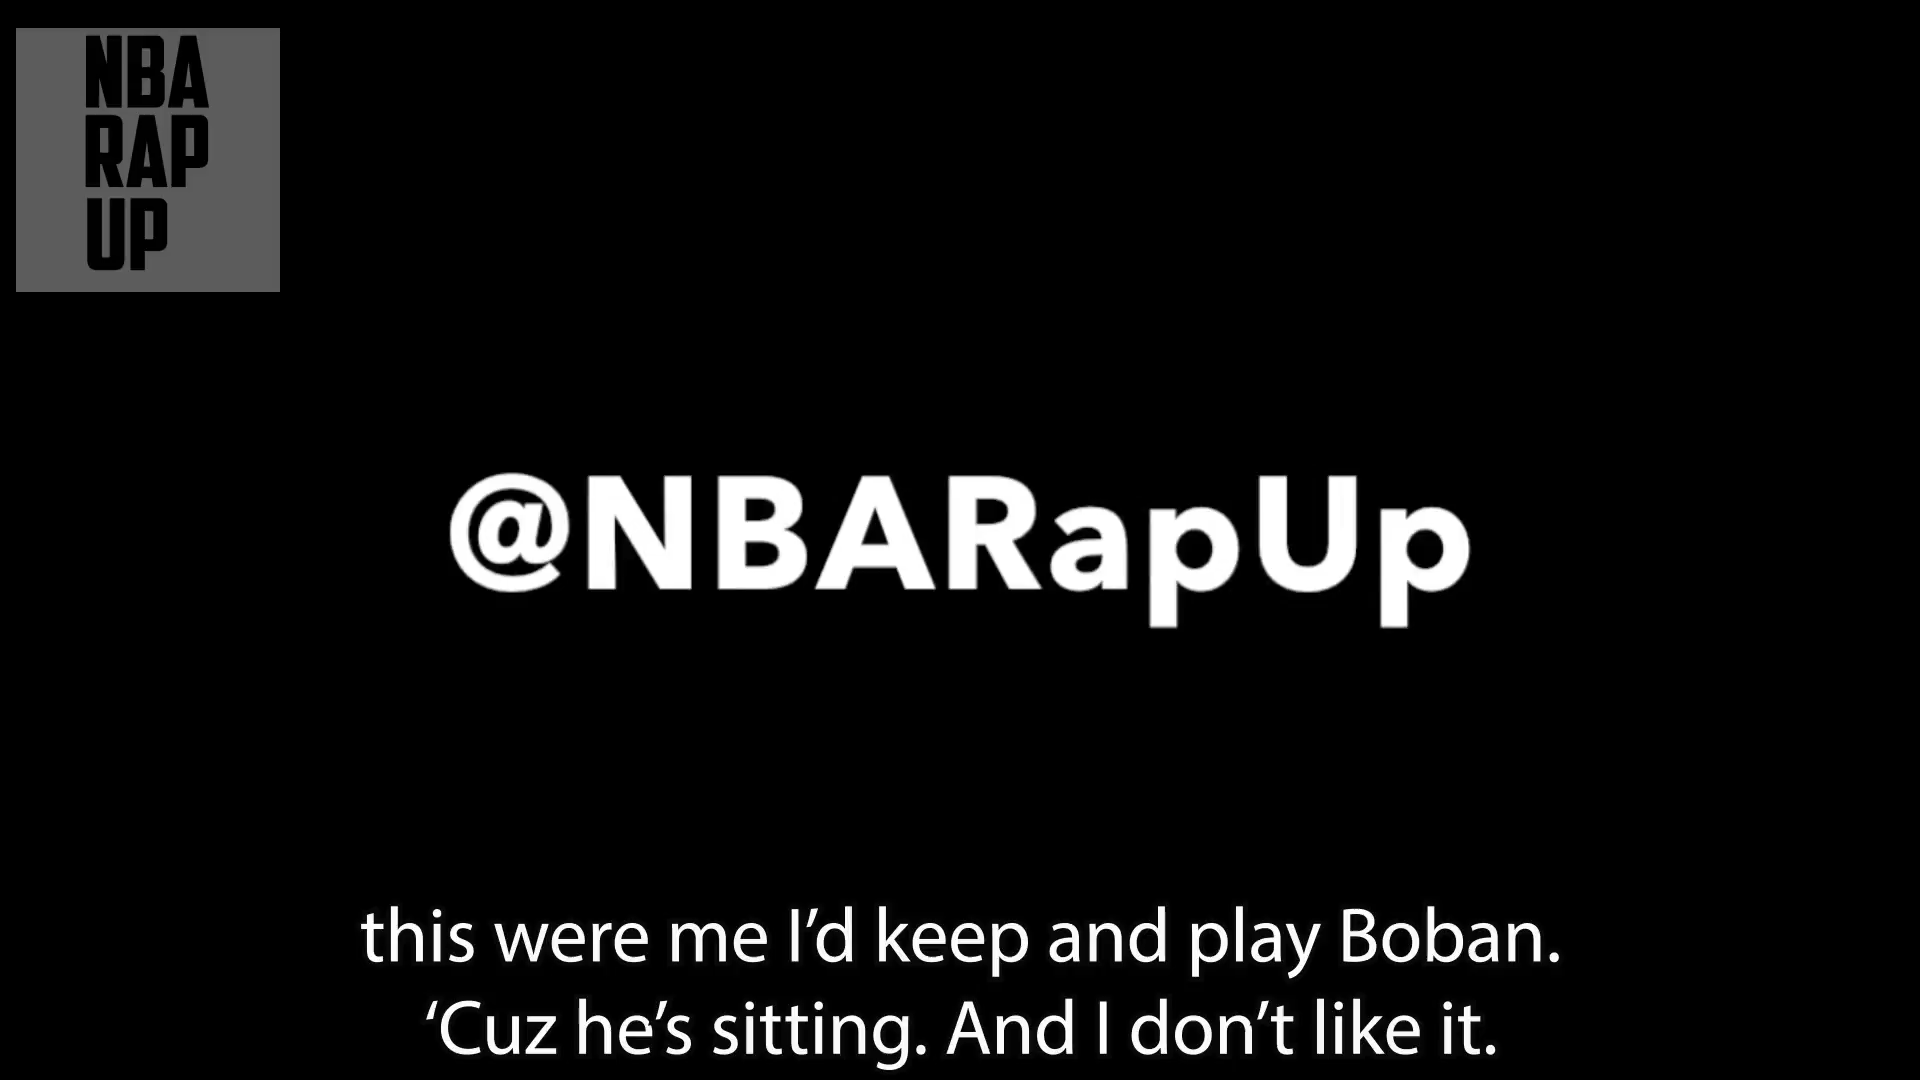 NBA
RAP
UP
@NBARapUp
this were me I’d keep and play Boban.
‘Cuz he’s sitting. And I don’t like it.